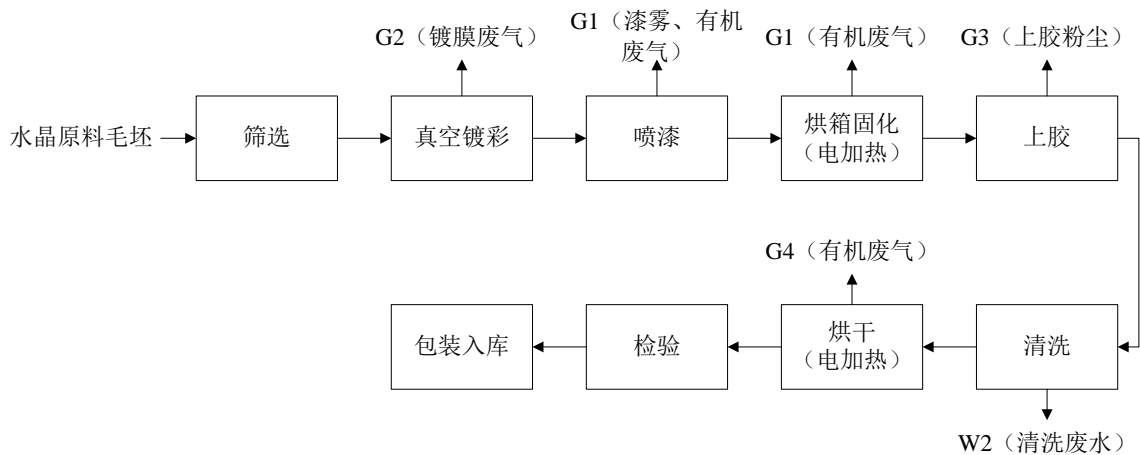 G1（漆雾、有机
废气）
G2（镀膜废气）
G1（有机废气）
G3（上胶粉尘）
水晶原料毛坯
筛选
真空镀彩
喷漆
烘箱固化
（电加热）
上胶
G4（有机废气）
包装入库
检验
烘干
（电加热）
清洗
W2（清洗废水）